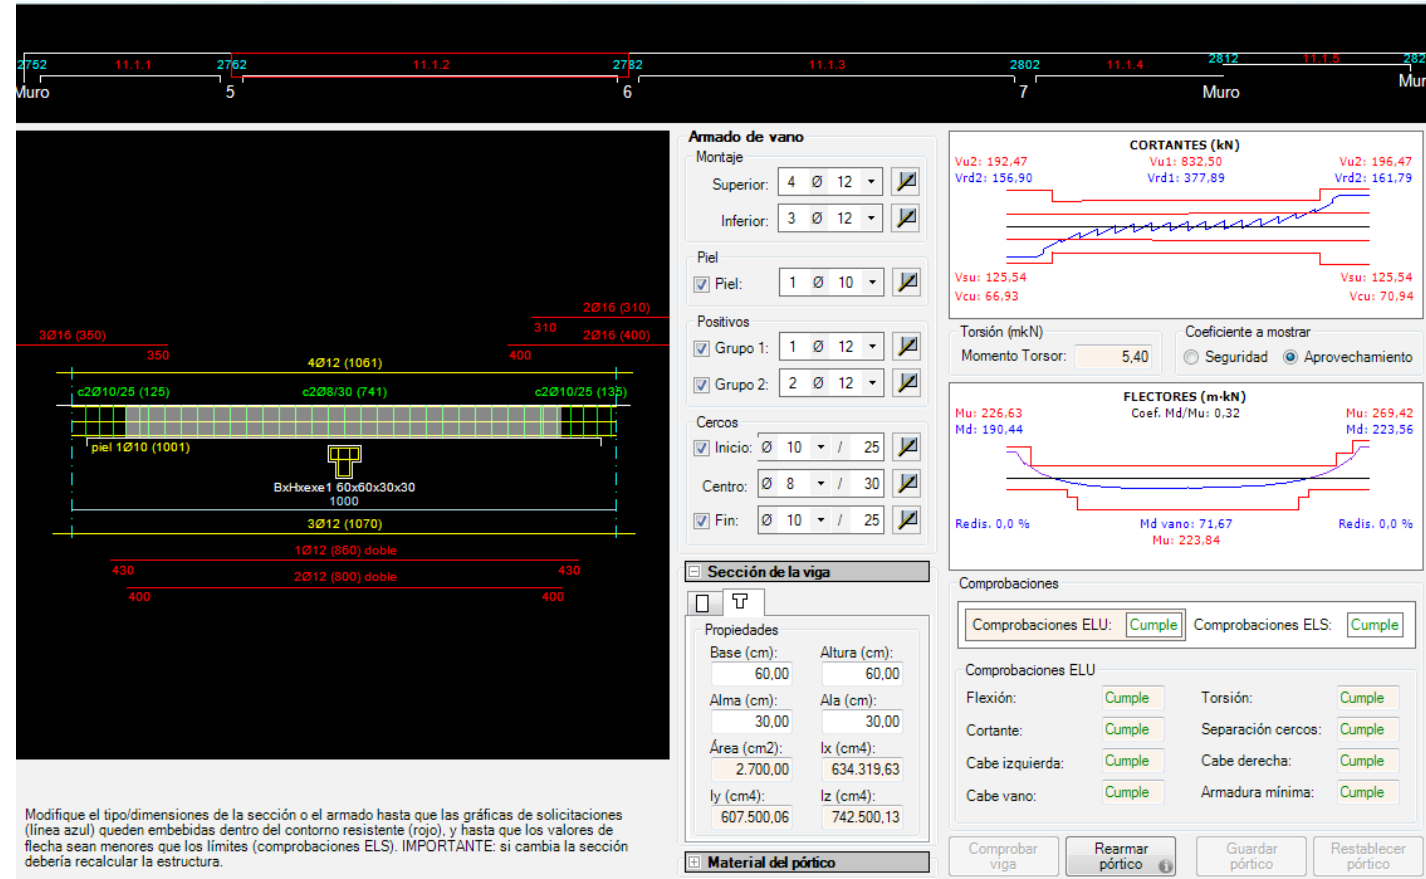 2752 11.1.1 2762 11.1.2 2782 11.1.3 2802 11.1.4 2812 11.1.5 282
Muro 5 6 7 Muro Mur
2Ø16 (310)
310
3Ø16 (350) 2Ø16 (400)
350 400
4Ø12 (1061)
c2Ø10/25 (125) c2Ø8/30 (741) c2Ø10/25 (135)
piel 1Ø10 (1001)
BxHxexe1 60x60x30x30
1000
3Ø12 (1070)
1Ø12 (860) doble
430 430
2Ø12 (800) doble
400 400
Modifique el tipo/dimensiones de la sección o el armado hasta que las gráficas de solicitaciones
(línea azul) queden embebidas dentro del contorno resistente (rojo), y hasta que los valores de
flecha sean menores que los límites (comprobaciones ELS). IMPORTANTE: si cambia la sección
debería recalcular la estructura.
Armado de vano
Montaje
Superior: 4 Ø 12
Inferior: 3 Ø 12
Piel
Piel: 1 Ø 10
Positivos
Grupo 1: 1 Ø 12
Grupo 2: 2 Ø 12
Cercos
Inicio: Ø 10 / 25
Centro: Ø 8 / 30
Fin: Ø 10 / 25
Sección de la viga
Propiedades
Base (cm): Altura (cm):
60,00 60,00
Alma (cm): Ala (cm):
30,00 30,00
Área (cm2): Ix (cm4):
2.700,00 634.319,63
Iy (cm4): Iz (cm4):
607.500,06 742.500,13
Material del pórtico
CORTANTES (kN)
Vu2: 192,47 Vu1: 832,50 Vu2: 196,47
Vrd2: 156,90 Vrd1: 377,89 Vrd2: 161,79
Vsu: 125,54 Vsu: 125,54
Vcu: 66,93 Vcu: 70,94
Torsión (mkN)
Momento Torsor: 5,40
Coeficiente a mostrar
Seguridad Aprovechamiento
FLECTORES (m·kN)
Mu: 226,63 Coef. Md/Mu: 0,32 Mu: 269,42
Md: 190,44 Md: 223,56
Redis. 0,0 % Md vano: 71,67 Redis. 0,0 %
Mu: 223,84
Comprobaciones
Comprobaciones ELU: Cumple Comprobaciones ELS: Cumple
Comprobaciones ELU
Flexión: Cumple Torsión: Cumple
Cortante: Cumple Separación cercos: Cumple
Cabe izquierda: Cumple Cabe derecha: Cumple
Cabe vano: Cumple Armadura mínima: Cumple
Comprobar viga
Rearmar pórtico
Guardar pórtico
Restablecer pórtico